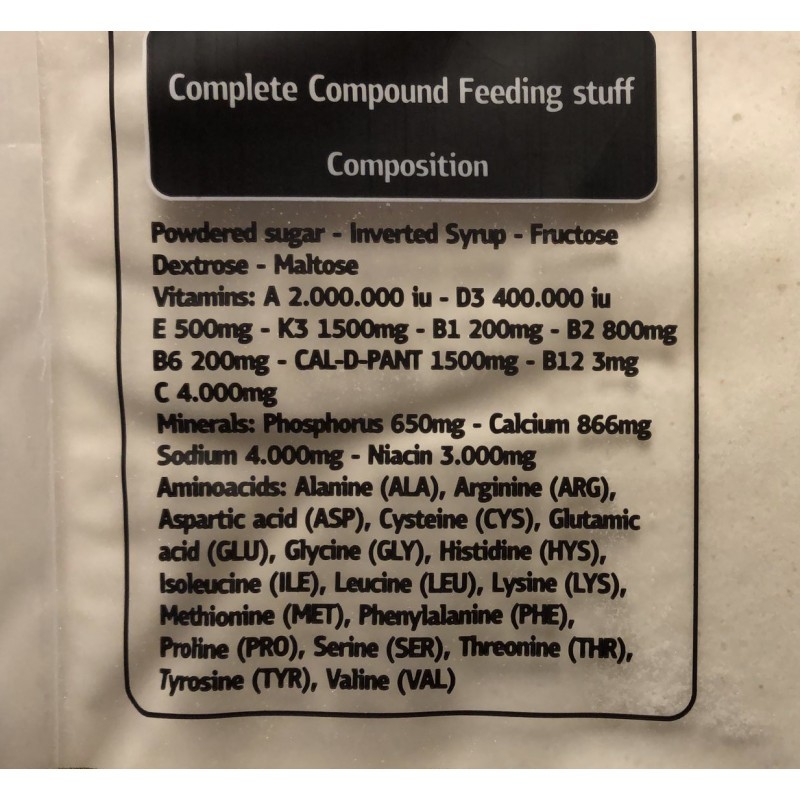 Complete Compound Feeding stuff
Composition
Powdered sugar - Inverted Syrup - Fructose
Dextrose - Maltose
Vitamins: A 2.000.000 iu - D3 400.000 iu
E 500mg - K3 1500mg - B1 200mg - B2 800mg
B6 200mg - CAL-D-PANT 1500mg - B12 3mg
C 4.000mg
Minerals: Phosphorus 650mg - Calcium 866mg
Sodium 4.000mg - Niacin 3.000mg
Aminoacids: Alanine (ALA), Arginine (ARG),
Aspartic acid (ASP), Cysteine (CYS), Glutamic
acid (GLU), Glycine (GLY), Histidine (HYS),
Isoleucine (ILE), Leucine (LEU), Lysine (LYS),
Methionine (MET), Phenylalanine (PHE),
Proline (PRO), Serine (SER), Threonine (THR),
Tyrosine (TYR), Valine (VAL)